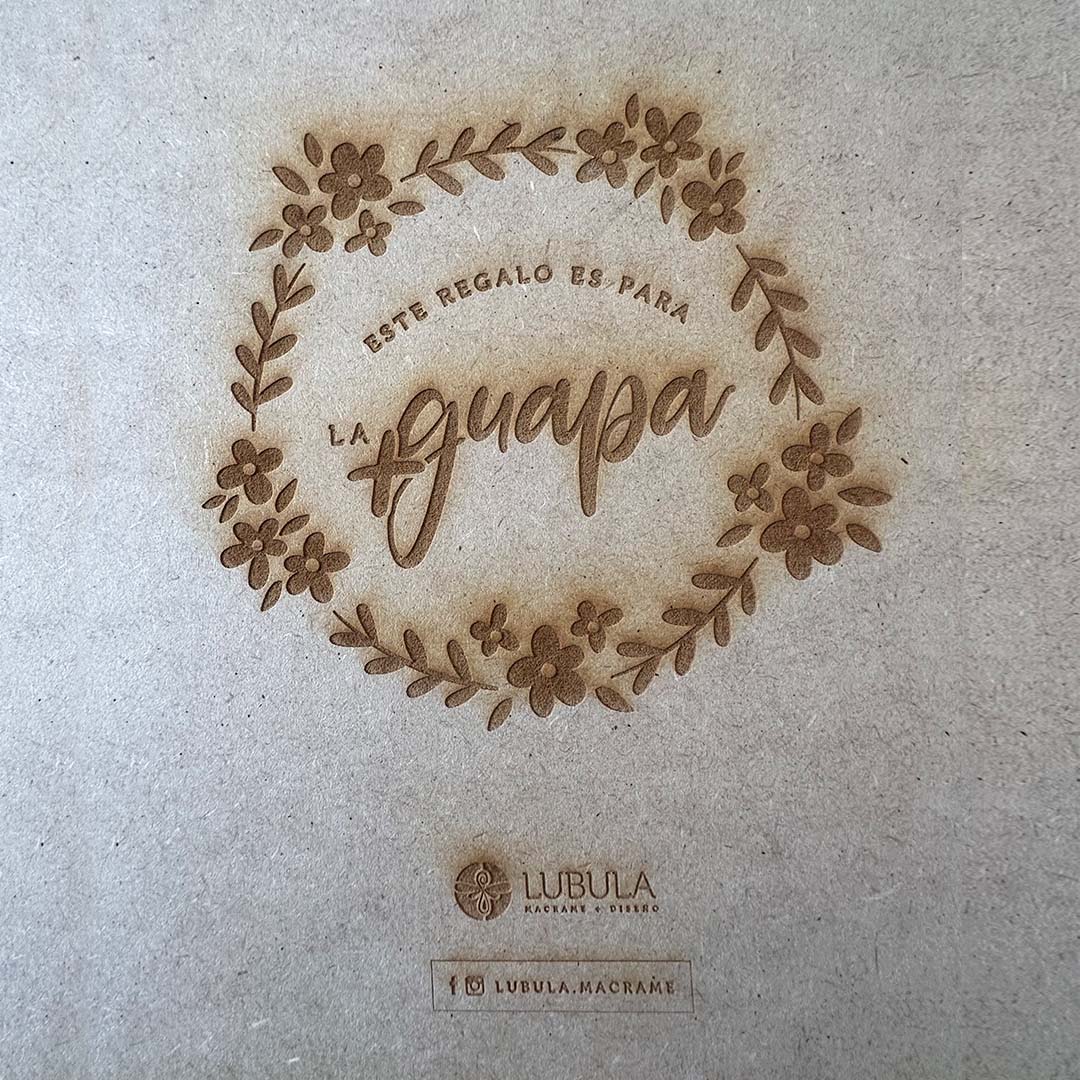 ESTE REGALO ES PARA
LA +guapa
LUBULA
MACRAME + DISEÑO
LUBULA.MACRAME